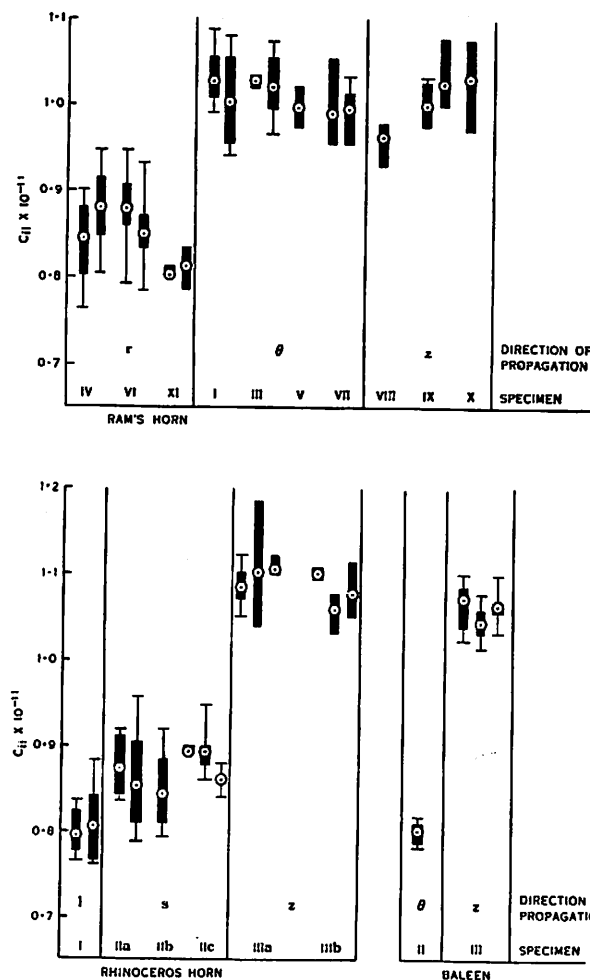 1·1
1·0
0·9
0·8
0·7
C_ii X 10^-11
r θ z DIRECTION OF PROPAGATION
IV VI XI I III V VII VIII IX X SPECIMEN
RAM'S HORN
1·2
1·1
1·0
0·9
0·8
0·7
C_ii X 10^-11
l s z θ z DIRECTION PROPAGATIO
I IIa IIb IIc IIIa IIIb II III SPECIMEN
RHINOCEROS HORN BALEEN